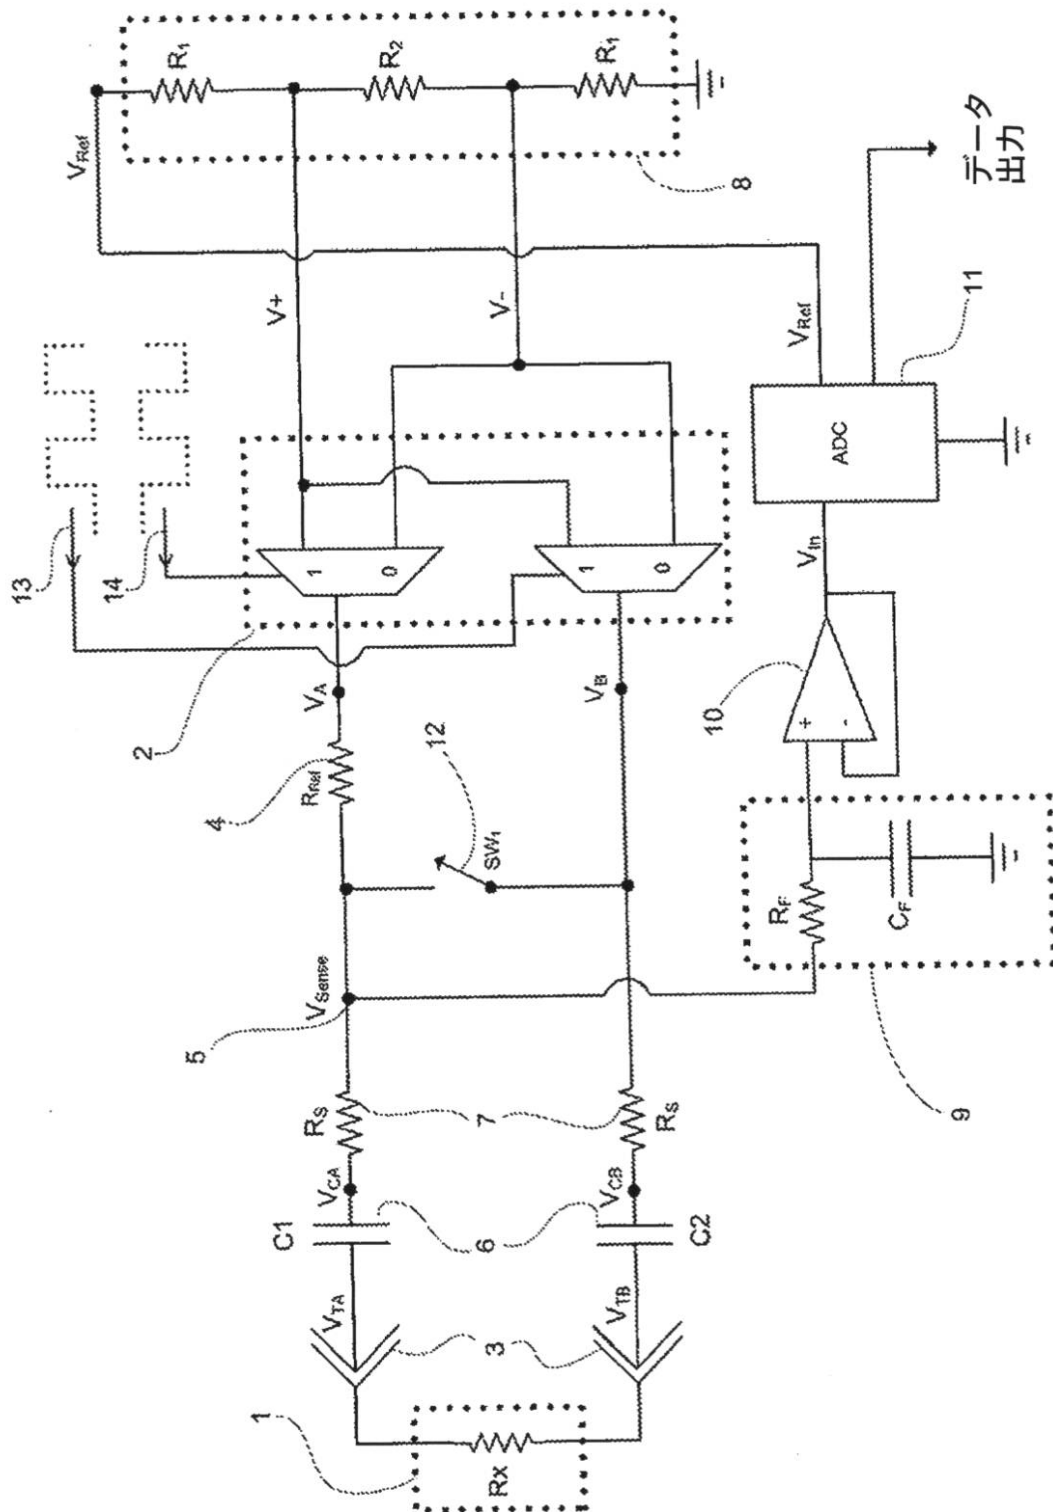 1
Rx
3
VTA
VTB
C1
C2
6
VCA
VCB
RS
RS
7
5
VSense
9
RF
CF
4
RRef
SW1
12
2
VA
VB
10
+
-
Vin
ADC
11
VRef
データ
出力
1
0
1
0
13
14
V+
V-
VRef
8
R1
R2
R1